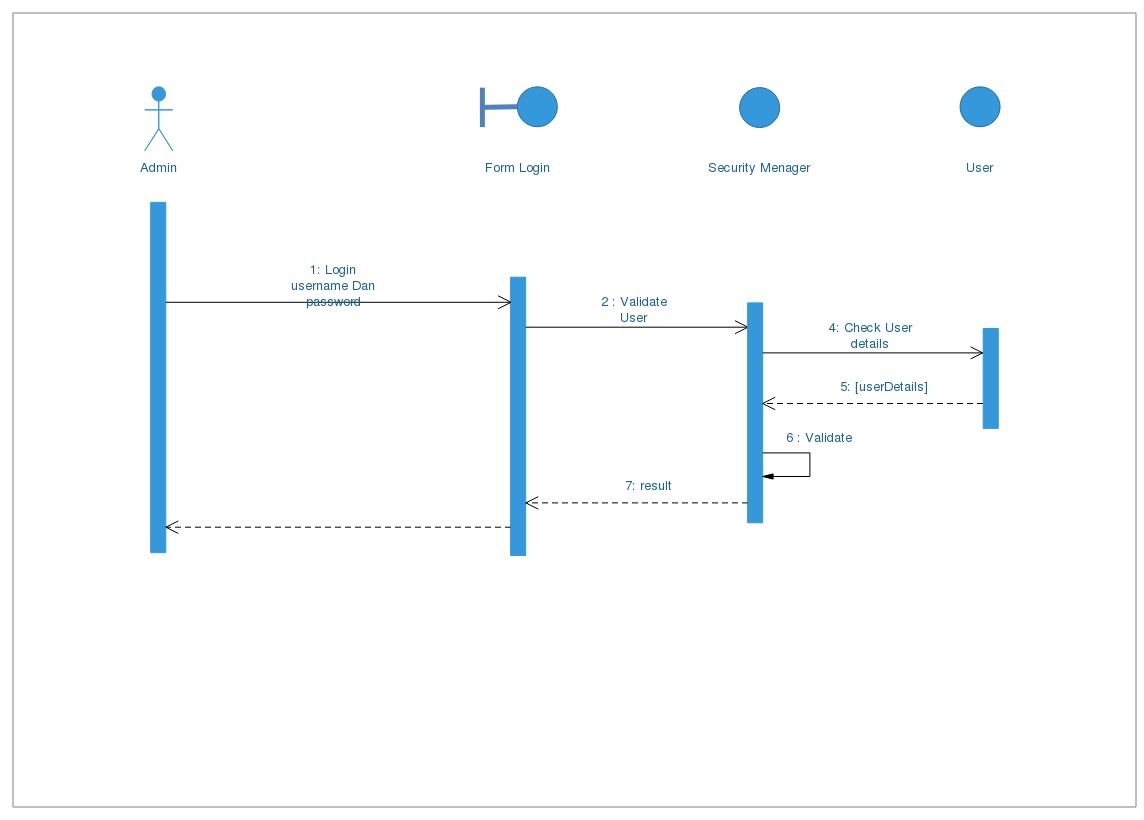 Admin
Form Login
Security Menager
User
1: Login
username Dan
password
2 : Validate
User
4: Check User
details
5: [userDetails]
6 : Validate
7: result